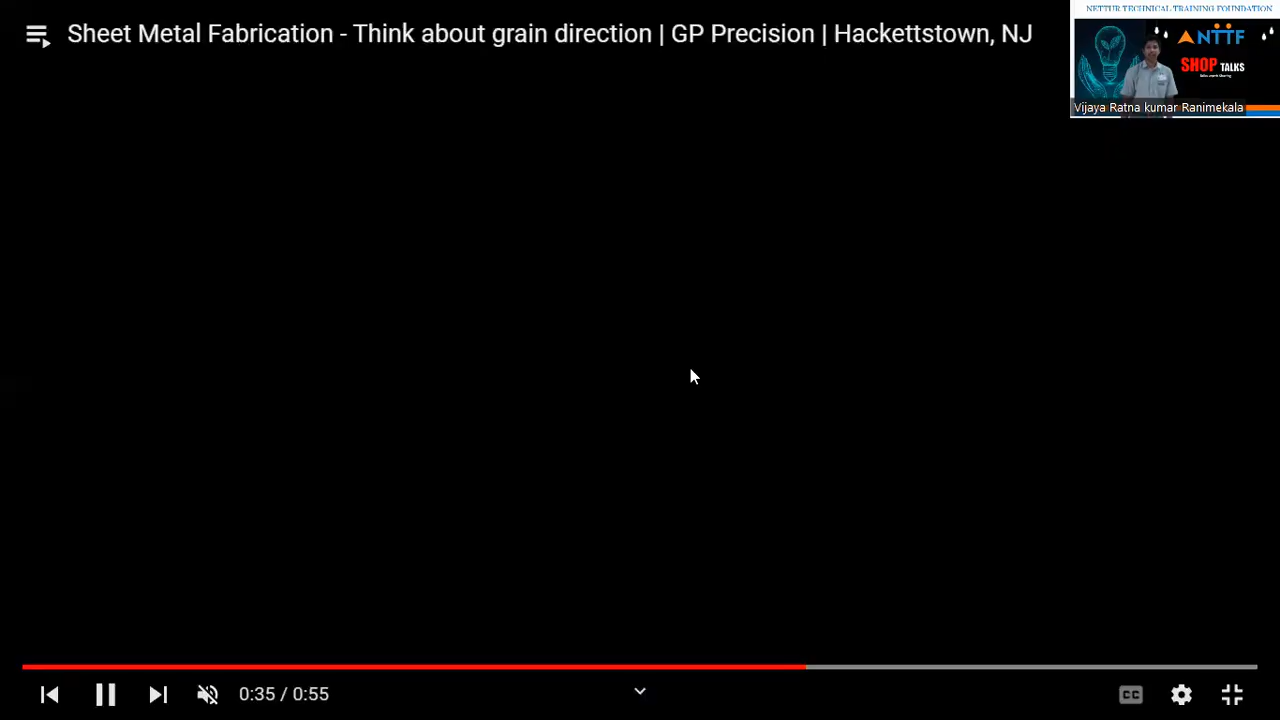 Sheet Metal Fabrication - Think about grain direction | GP Precision | Hackettstown, NJ
NETTUR TECHNICAL TRAINING FOUNDATION
NTTF
SHOP TALKS
Vijaya Ratna kumar Ranimekala
0:35 / 0:55
CC